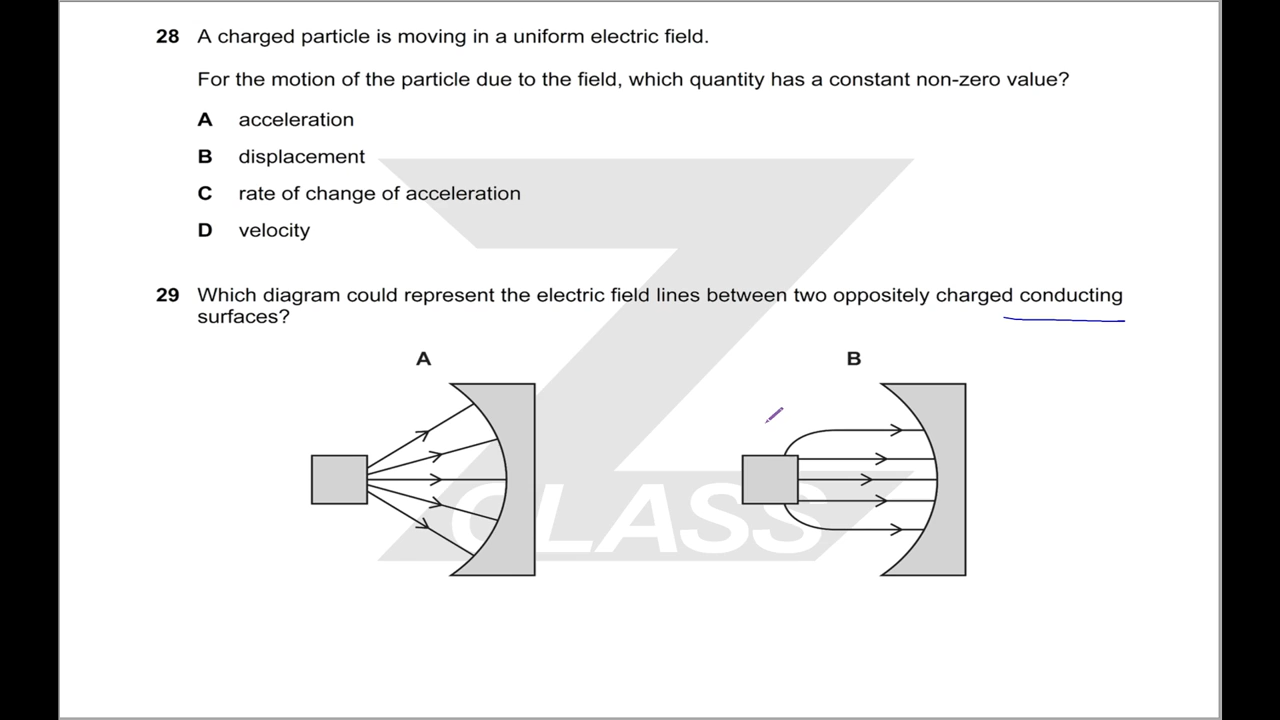 28 A charged particle is moving in a uniform electric field.
For the motion of the particle due to the field, which quantity has a constant non-zero value?
A acceleration
B displacement
C rate of change of acceleration
D velocity
29 Which diagram could represent the electric field lines between two oppositely charged conducting
surfaces?
A B
Z
CLASS